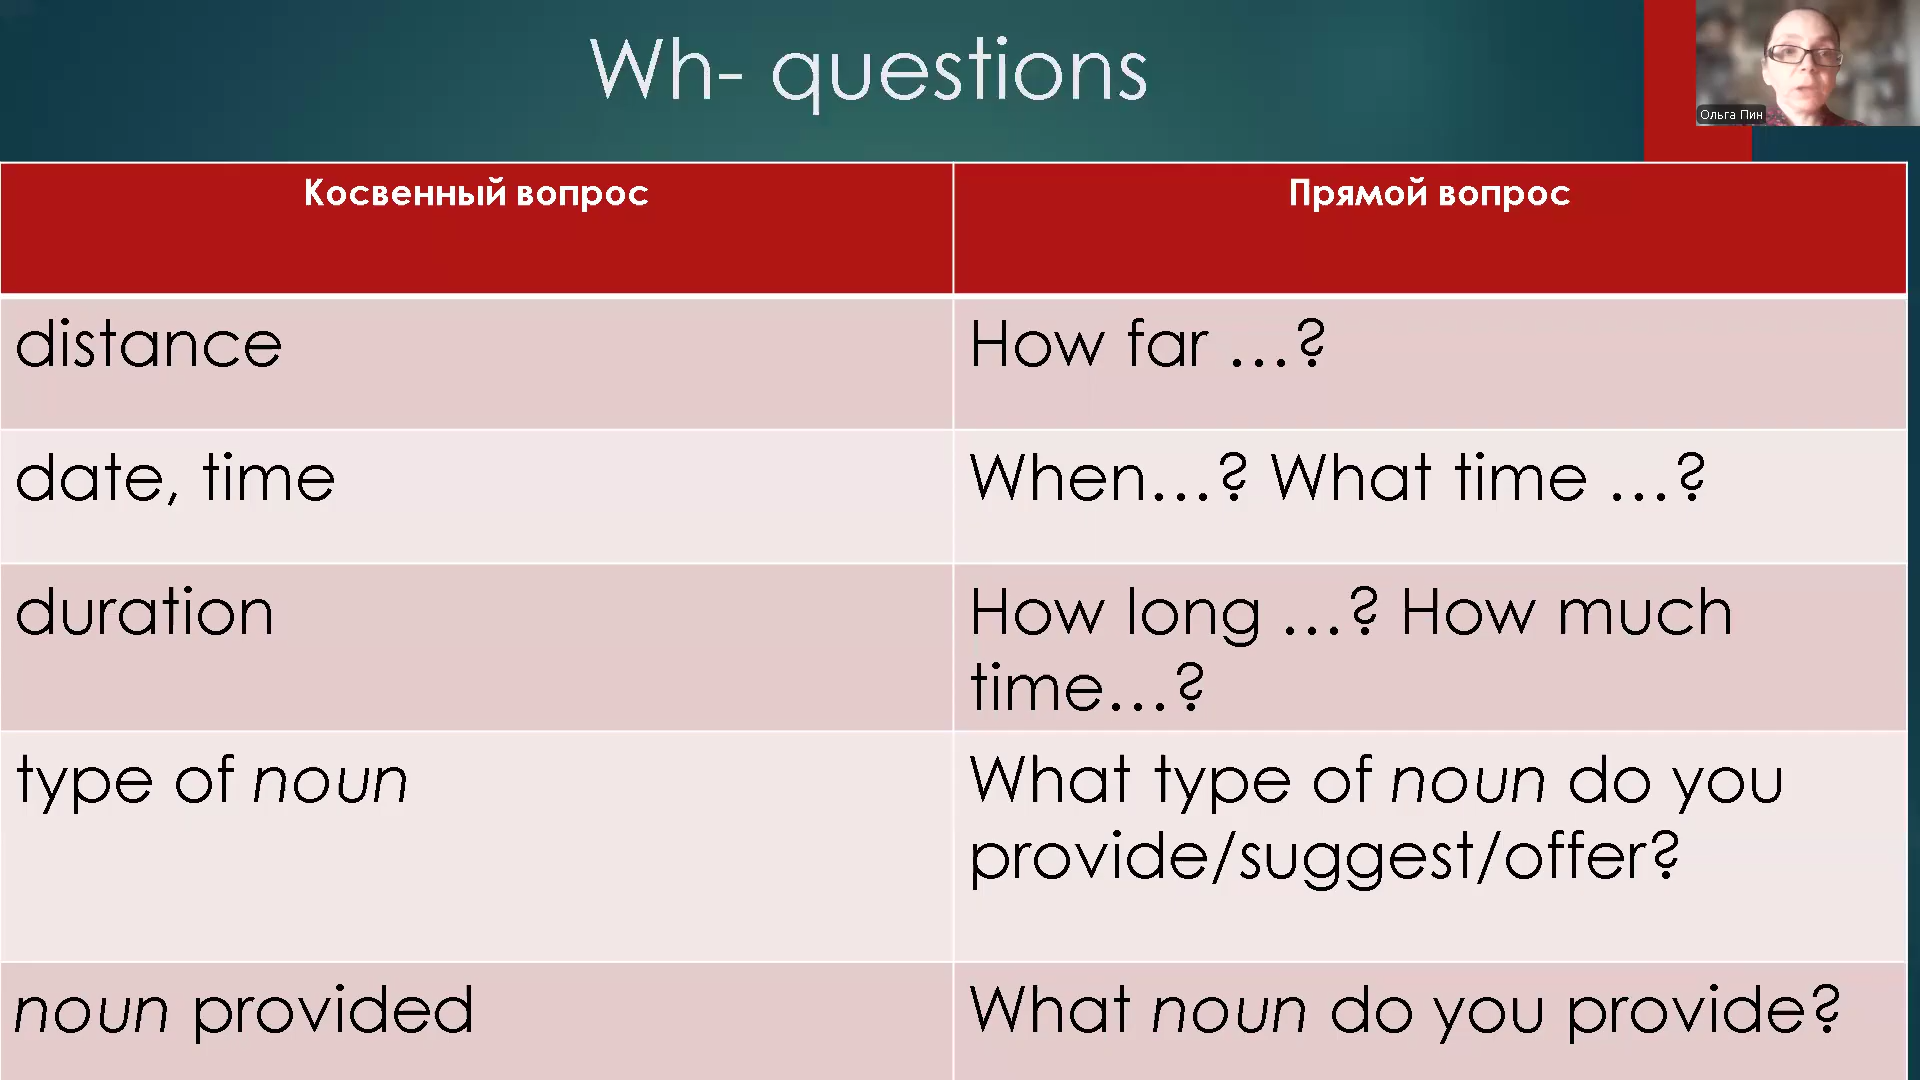 Wh- questions
Ольга Пин
Косвенный вопрос
Прямой вопрос
distance
How far …?
date, time
When…? What time …?
duration
How long …? How much
time…?
type of noun
What type of noun do you
provide/suggest/offer?
noun provided
What noun do you provide?